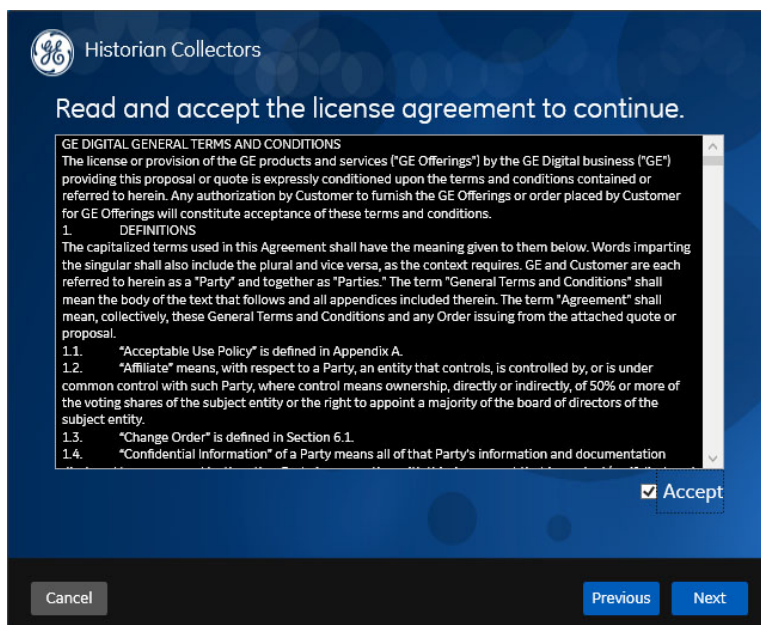 Historian Collectors
Read and accept the license agreement to continue.
GE DIGITAL GENERAL TERMS AND CONDITIONS
The license or provision of the GE products and services ("GE Offerings") by the GE Digital business ("GE")
providing this proposal or quote is expressly conditioned upon the terms and conditions contained or
referred to herein. Any authorization by Customer to furnish the GE Offerings or order placed by Customer
for GE Offerings will constitute acceptance of these terms and conditions.
1. DEFINITIONS
The capitalized terms used in this Agreement shall have the meaning given to them below. Words imparting
the singular shall also include the plural and vice versa, as the context requires. GE and Customer are each
referred to herein as a "Party" and together as "Parties." The term "General Terms and Conditions" shall
mean the body of the text that follows and all appendices included therein. The term "Agreement" shall
mean, collectively, these General Terms and Conditions and any Order issuing from the attached quote or
proposal.
1.1. “Acceptable Use Policy” is defined in Appendix A.
1.2. “Affiliate” means, with respect to a Party, an entity that controls, is controlled by, or is under
common control with such Party, where control means ownership, directly or indirectly, of 50% or more of
the voting shares of the subject entity or the right to appoint a majority of the board of directors of the
subject entity.
1.3. “Change Order” is defined in Section 6.1.
1.4. “Confidential Information” of a Party means all of that Party's information and documentation
Accept
Cancel
Previous
Next